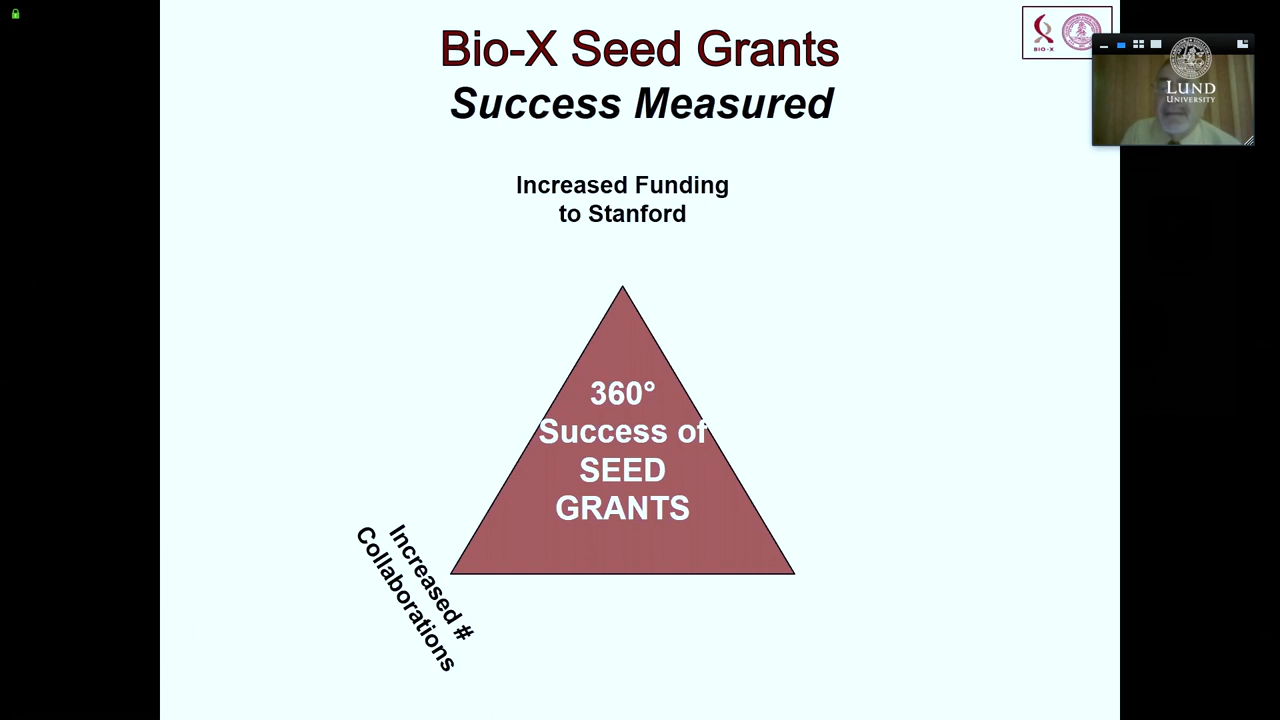 Bio-X Seed Grants
Success Measured
BIO-X
LUND
UNIVERSITY
Increased Funding
to Stanford
360°
Success of
SEED
GRANTS
Increased #
Collaborations